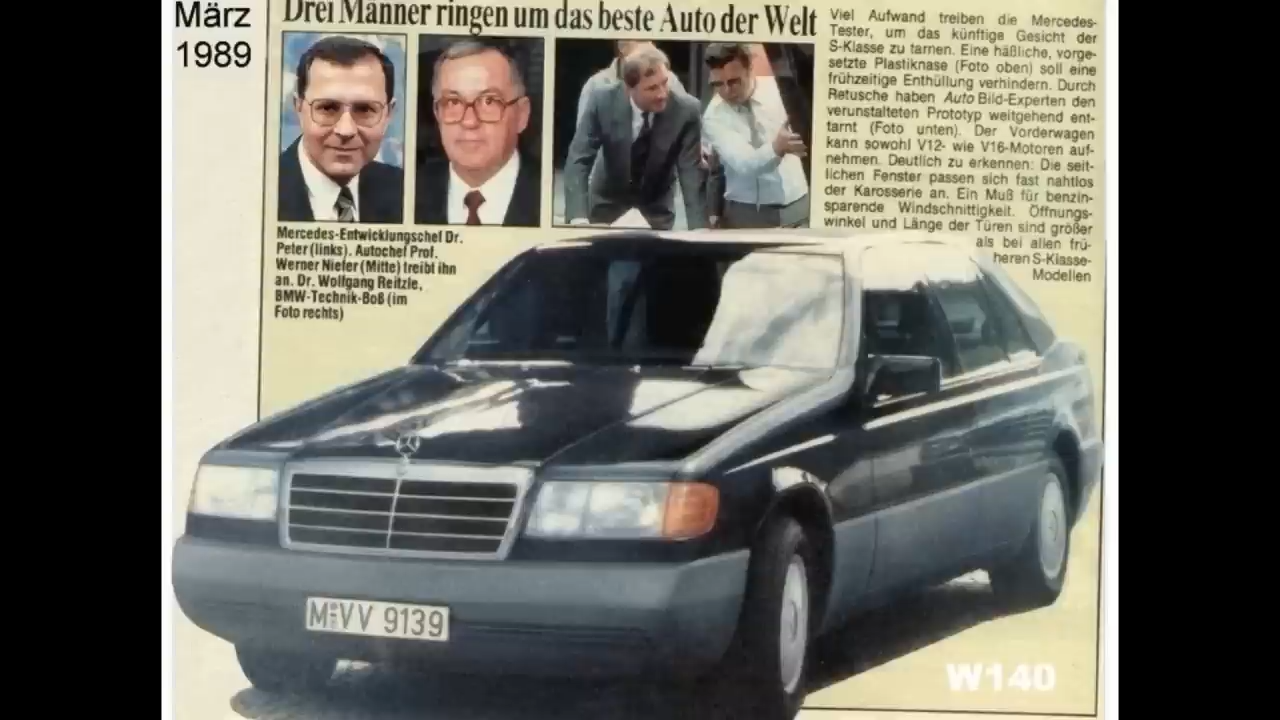 März
1989
Drei Männer ringen um das beste Auto der Welt
Mercedes-Entwicklungschef Dr.
Peter (links). Autochef Prof.
Werner Niefer (Mitte) treibt ihn
an. Dr. Wolfgang Reitzle,
BMW-Technik-Boß (im
Foto rechts)
Viel Aufwand treiben die Mercedes-
Tester, um das künftige Gesicht der
S-Klasse zu tarnen. Eine häßliche, vorge-
setzte Plastiknase (Foto oben) soll eine
frühzeitige Enthüllung verhindern. Durch
Retusche haben Auto Bild-Experten den
verunstalteten Prototyp weitgehend ent-
tarnt (Foto unten). Der Vorderwagen
kann sowohl V12- wie V16-Motoren auf-
nehmen. Deutlich zu erkennen: Die seit-
lichen Fenster passen sich fast nahtlos
der Karosserie an. Ein Muß für benzin-
sparende Windschnittigkeit. Öffnungs-
winkel und Länge der Türen sind größer
als bei allen frü-
heren S-Klasse-
Modellen
M VV 9139
W140